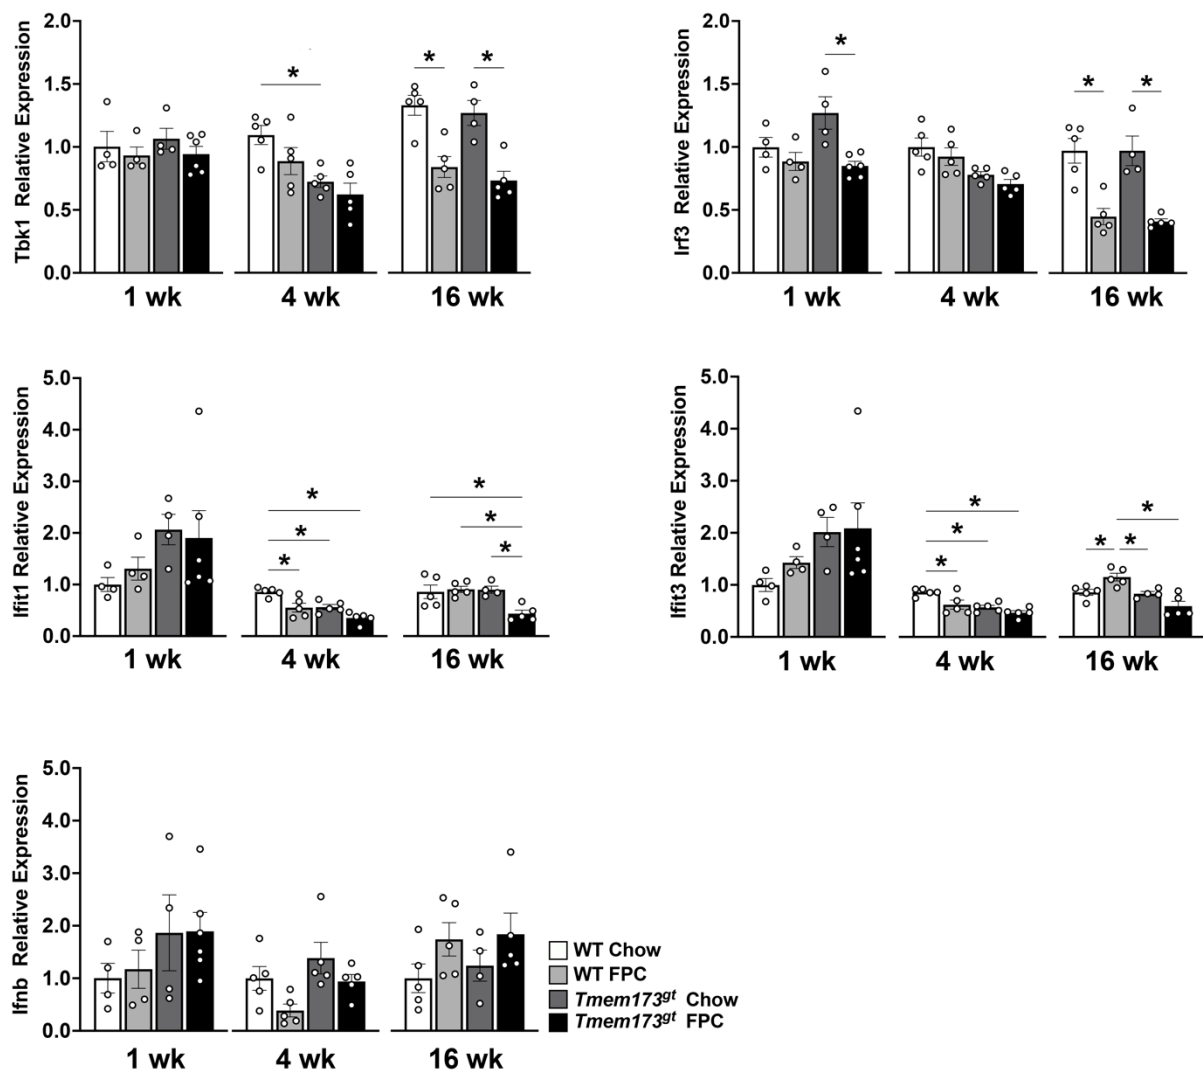 Tbk1 Relative Expression
2.0
1.5
1.0
0.5
0.0
*
*
*
1 wk
4 wk
16 wk
Irf3 Relative Expression
2.0
1.5
1.0
0.5
0.0
*
*
*
1 wk
4 wk
16 wk
Ifit1 Relative Expression
5.0
4.0
3.0
2.0
1.0
0.0
*
*
*
*
*
*
1 wk
4 wk
16 wk
Ifit3 Relative Expression
5.0
4.0
3.0
2.0
1.0
0.0
*
*
*
*
*
*
1 wk
4 wk
16 wk
Ifnb Relative Expression
5.0
4.0
3.0
2.0
1.0
0.0
1 wk
4 wk
16 wk
WT Chow
WT FPC
Tmem173gt Chow
Tmem173gt FPC